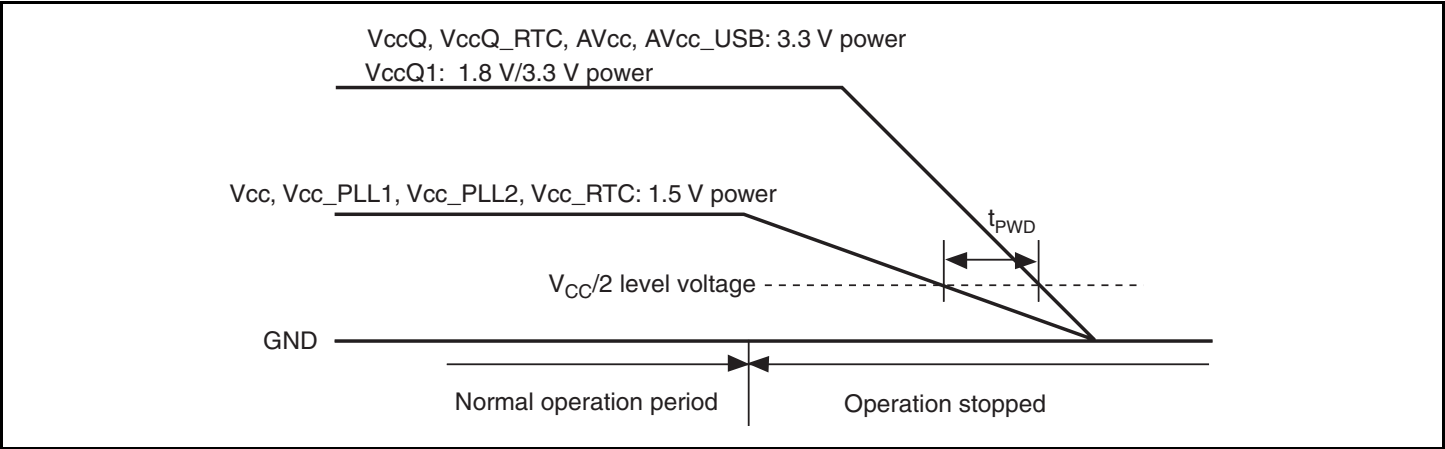 VccQ, VccQ_RTC, AVcc, AVcc_USB: 3.3 V power
VccQ1: 1.8 V/3.3 V power
Vcc, Vcc_PLL1, Vcc_PLL2, Vcc_RTC: 1.5 V power
tPWD
VCC/2 level voltage
GND
Normal operation period
Operation stopped